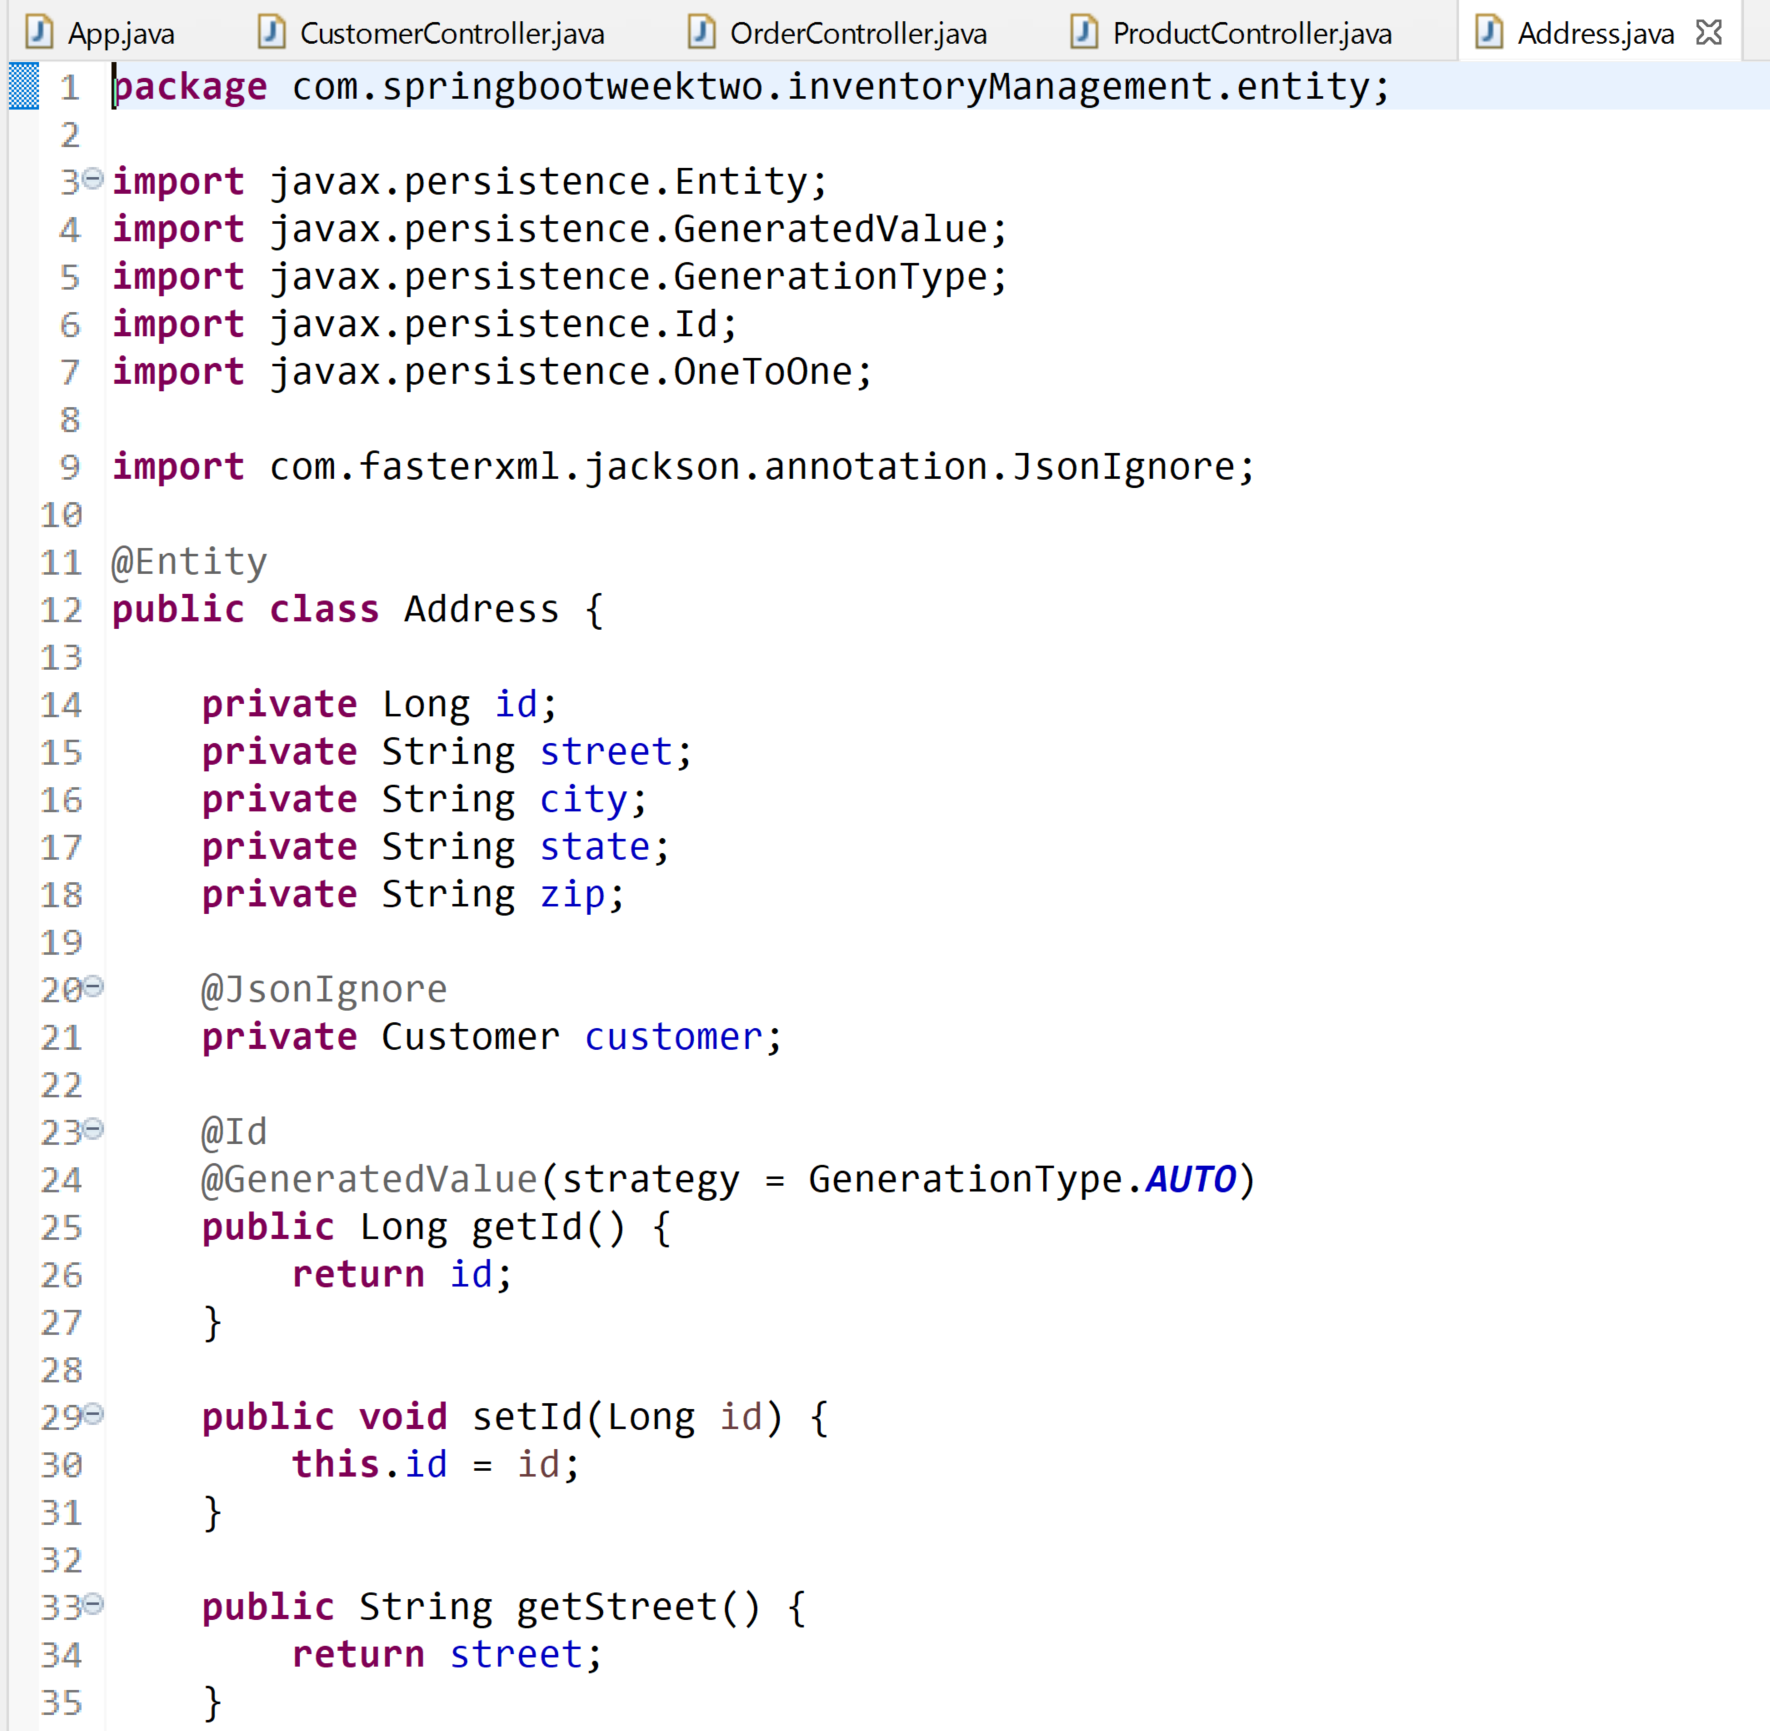 App.java CustomerController.java OrderController.java ProductController.java Address.java
1 package com.springbootweektwo.inventoryManagement.entity;
2
3 import javax.persistence.Entity;
4 import javax.persistence.GeneratedValue;
5 import javax.persistence.GenerationType;
6 import javax.persistence.Id;
7 import javax.persistence.OneToOne;
8
9 import com.fasterxml.jackson.annotation.JsonIgnore;
10
11 @Entity
12 public class Address {
13
14     private Long id;
15     private String street;
16     private String city;
17     private String state;
18     private String zip;
19
20     @JsonIgnore
21     private Customer customer;
22
23     @Id
24     @GeneratedValue(strategy = GenerationType.AUTO)
25     public Long getId() {
26         return id;
27     }
28
29     public void setId(Long id) {
30         this.id = id;
31     }
32
33     public String getStreet() {
34         return street;
35     }